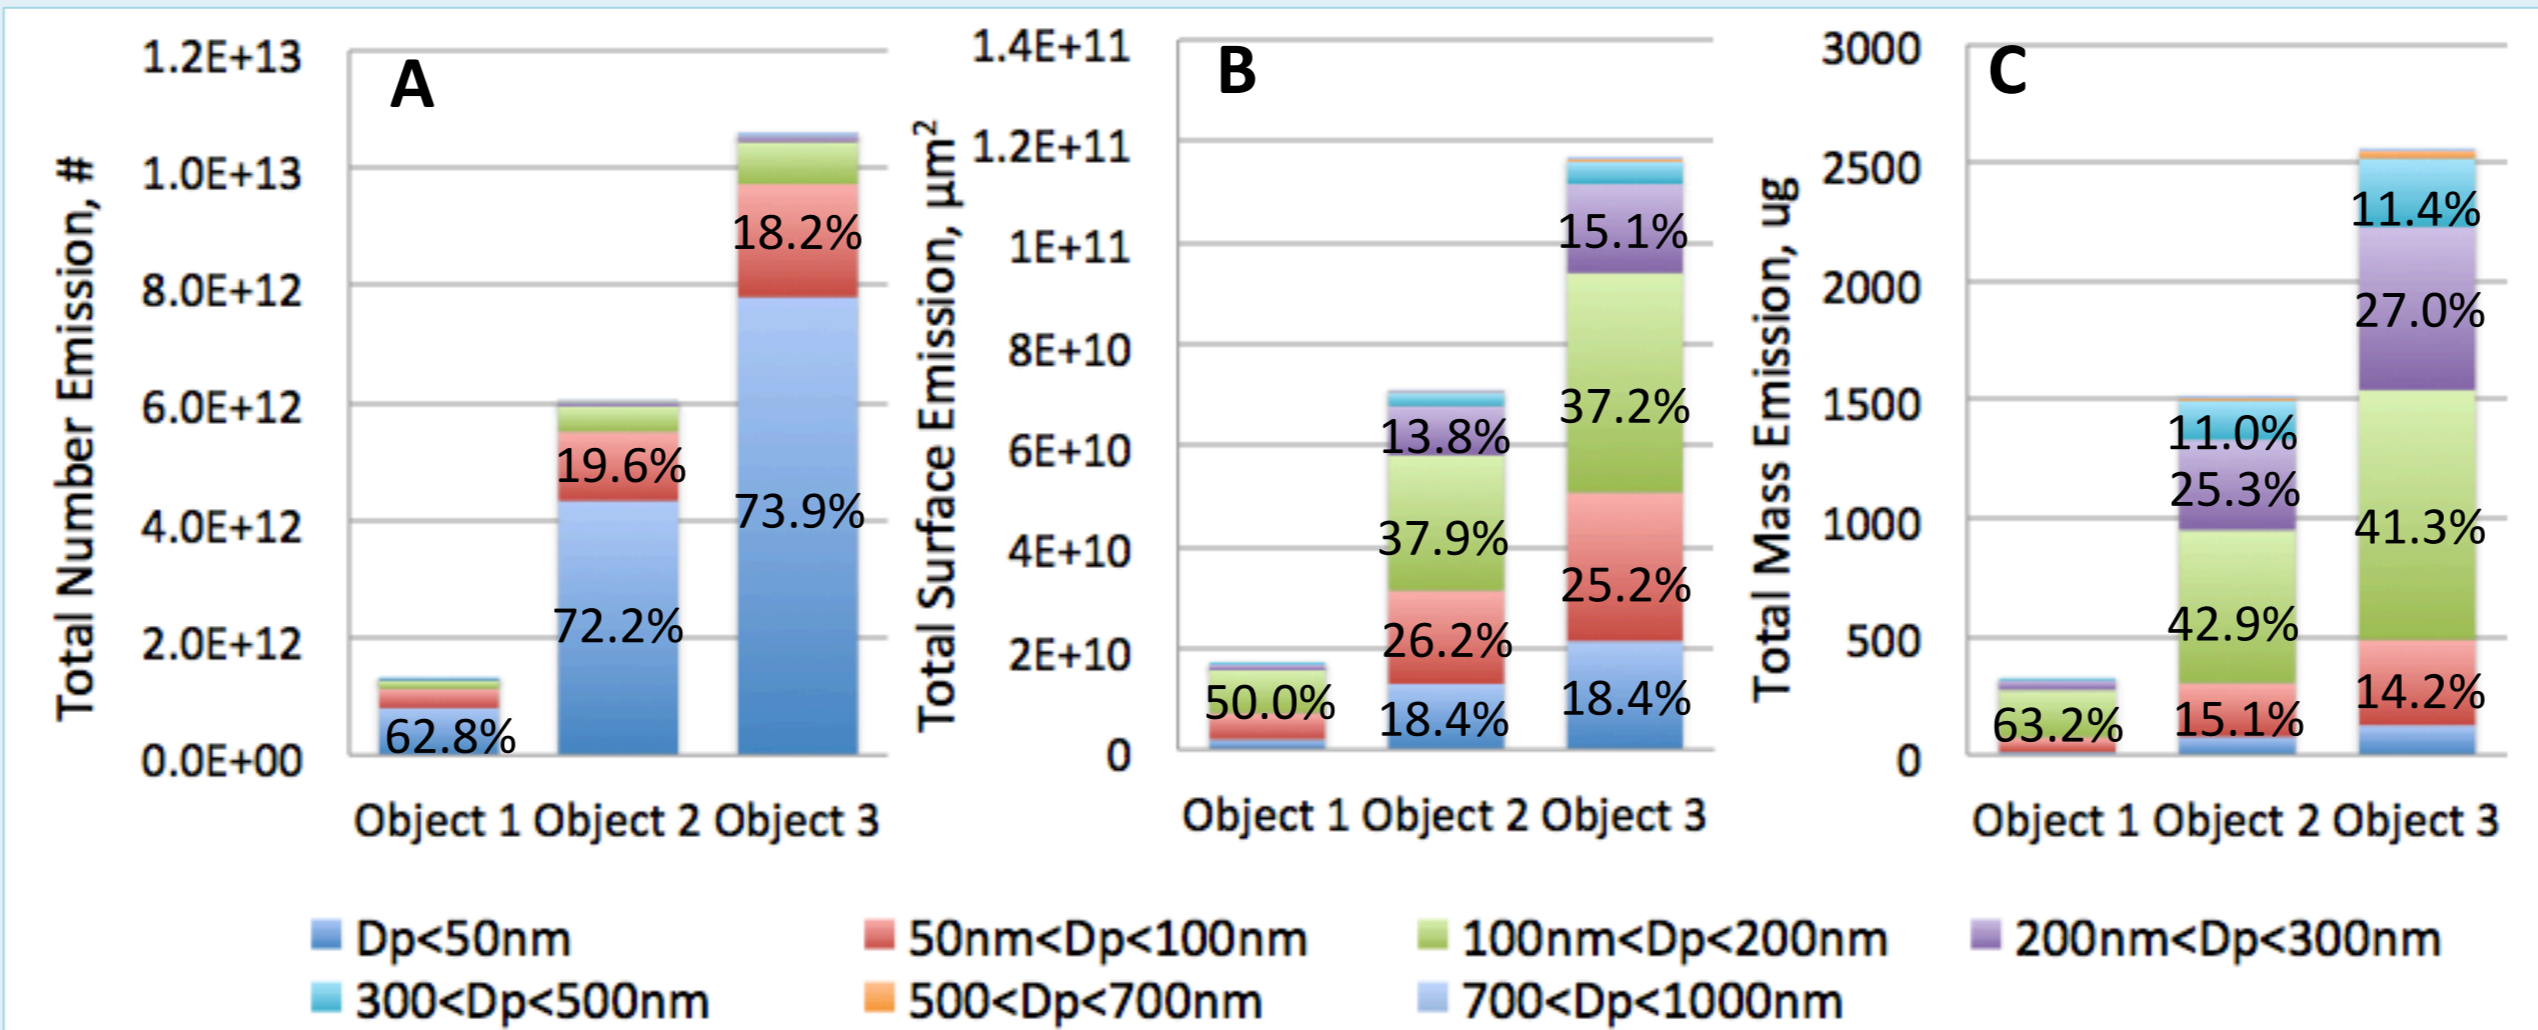 A
Total Number Emission, #
1.2E+13
1.0E+13
8.0E+12
6.0E+12
4.0E+12
2.0E+12
0.0E+00
62.8%
19.6%
72.2%
18.2%
73.9%
Object 1 Object 2 Object 3
B
Total Surface Emission, µm²
1.4E+11
1.2E+11
1E+11
8E+10
6E+10
4E+10
2E+10
0
50.0%
13.8%
37.9%
26.2%
18.4%
15.1%
37.2%
25.2%
18.4%
Object 1 Object 2 Object 3
C
Total Mass Emission, ug
3000
2500
2000
1500
1000
500
0
63.2%
11.0%
25.3%
42.9%
15.1%
11.4%
27.0%
41.3%
14.2%
Object 1 Object 2 Object 3
Dp<50nm 50nm<Dp<100nm 100nm<Dp<200nm 200nm<Dp<300nm
300<Dp<500nm 500<Dp<700nm 700<Dp<1000nm